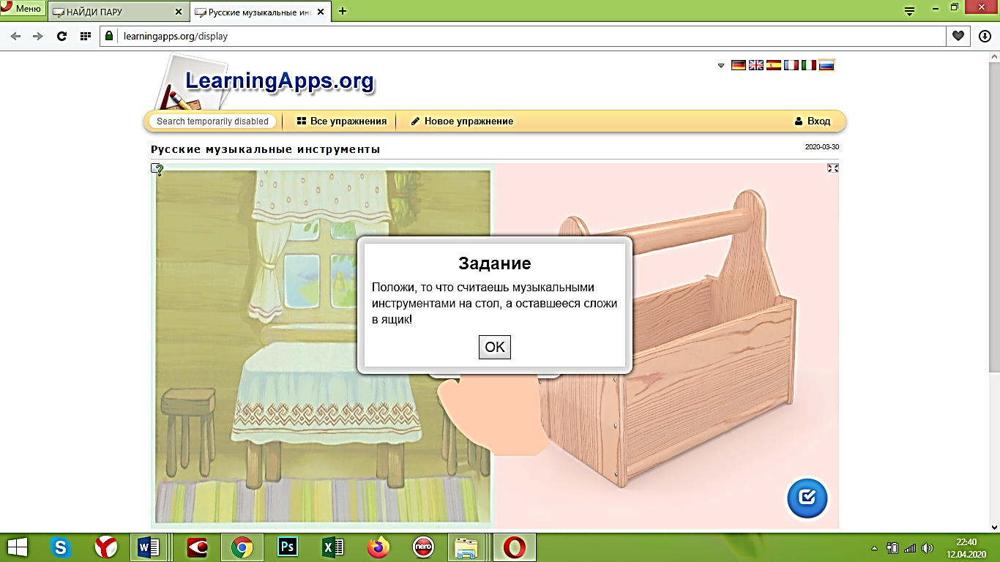 Меню
НАЙДИ ПАРУ
Русские музыкальные инс
learningapps.org/display
LearningApps.org
Search temporarily disabled
Все упражнения
Новое упражнение
Вход
Русские музыкальные инструменты
2020-03-30
Задание
Положи, то что считаешь музыкальными
инструментами на стол, а оставшееся сложи
в ящик!
OK
Ps
nero
22:40
12.04.2020